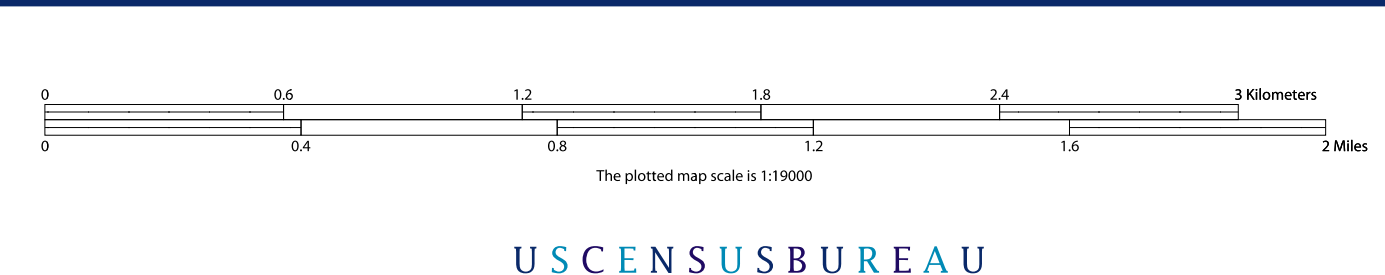 0 0.6 1.2 1.8 2.4 3 Kilometers
0 0.4 0.8 1.2 1.6 2 Miles
The plotted map scale is 1:19000
USCENSUSBUREAU